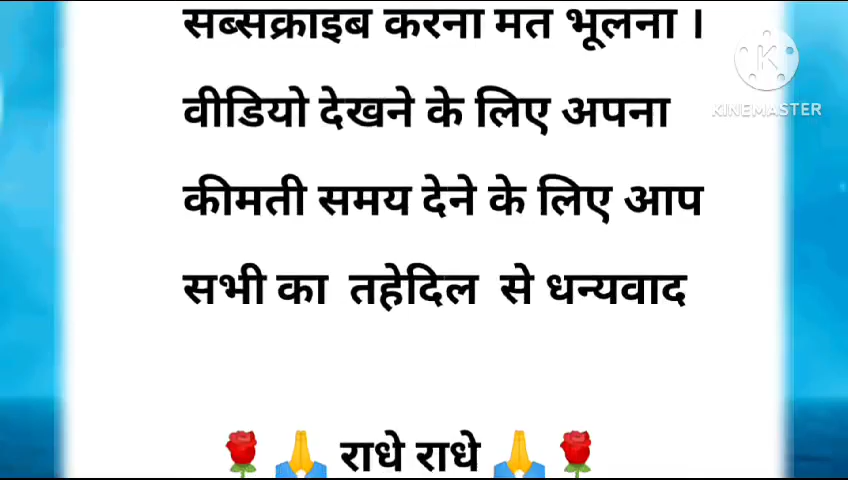 सब्सक्राइब करना मत भूलना ।
वीडियो देखने के लिए अपना
कीमती समय देने के लिए आप
सभी का तहेदिल से धन्यवाद
🌹🙏 राधे राधे 🙏🌹
K
KINEMASTER